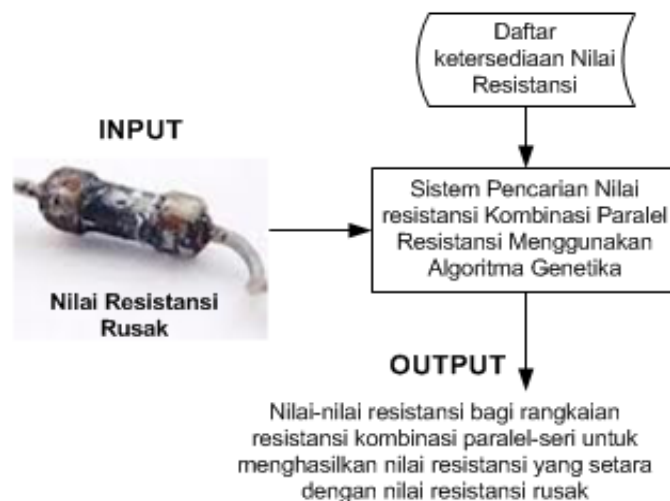 Daftar
ketersediaan Nilai
Resistansi
INPUT
Nilai Resistansi
Rusak
Sistem Pencarian Nilai
resistansi Kombinasi Paralel
Resistansi Menggunakan
Algoritma Genetika
OUTPUT
Nilai-nilai resistansi bagi rangkaian
resistansi kombinasi paralel-seri untuk
menghasilkan nilai resistansi yang setara
dengan nilai resistansi rusak